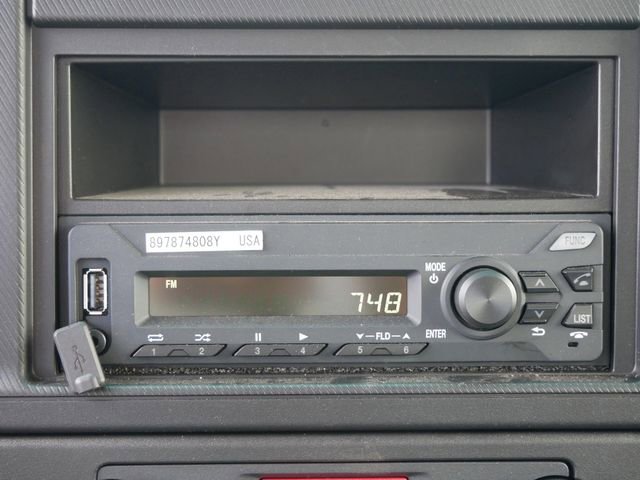 897874808Y USA
FUNC
MODE
FM
748
LIST
ENTER
FLD
1 2 3 4 5 6